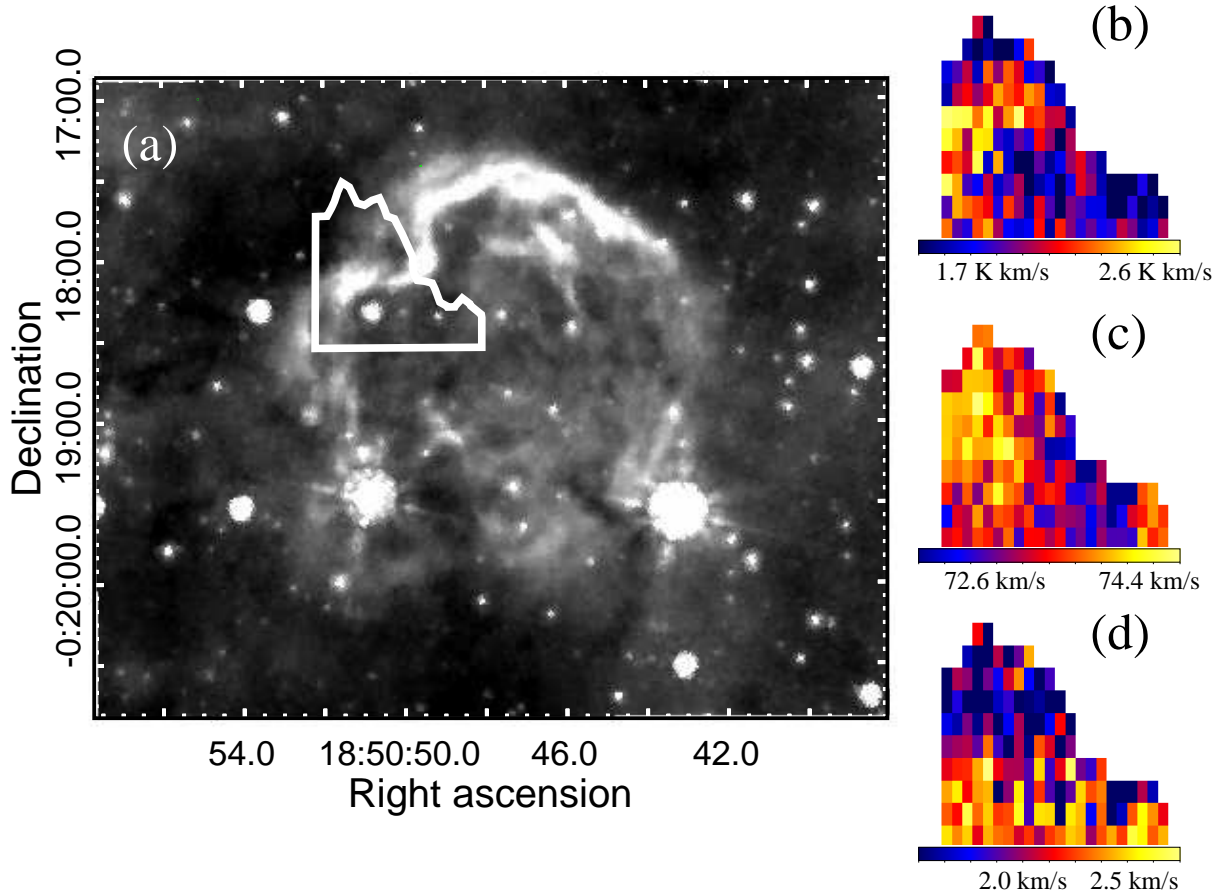 (a)
17:00.0
18:00.0
19:00.0
-0:20:00.0
Declination
54.0 18:50:50.0 46.0 42.0
Right ascension
(b)
1.7 K km/s 2.6 K km/s
(c)
72.6 km/s 74.4 km/s
(d)
2.0 km/s 2.5 km/s